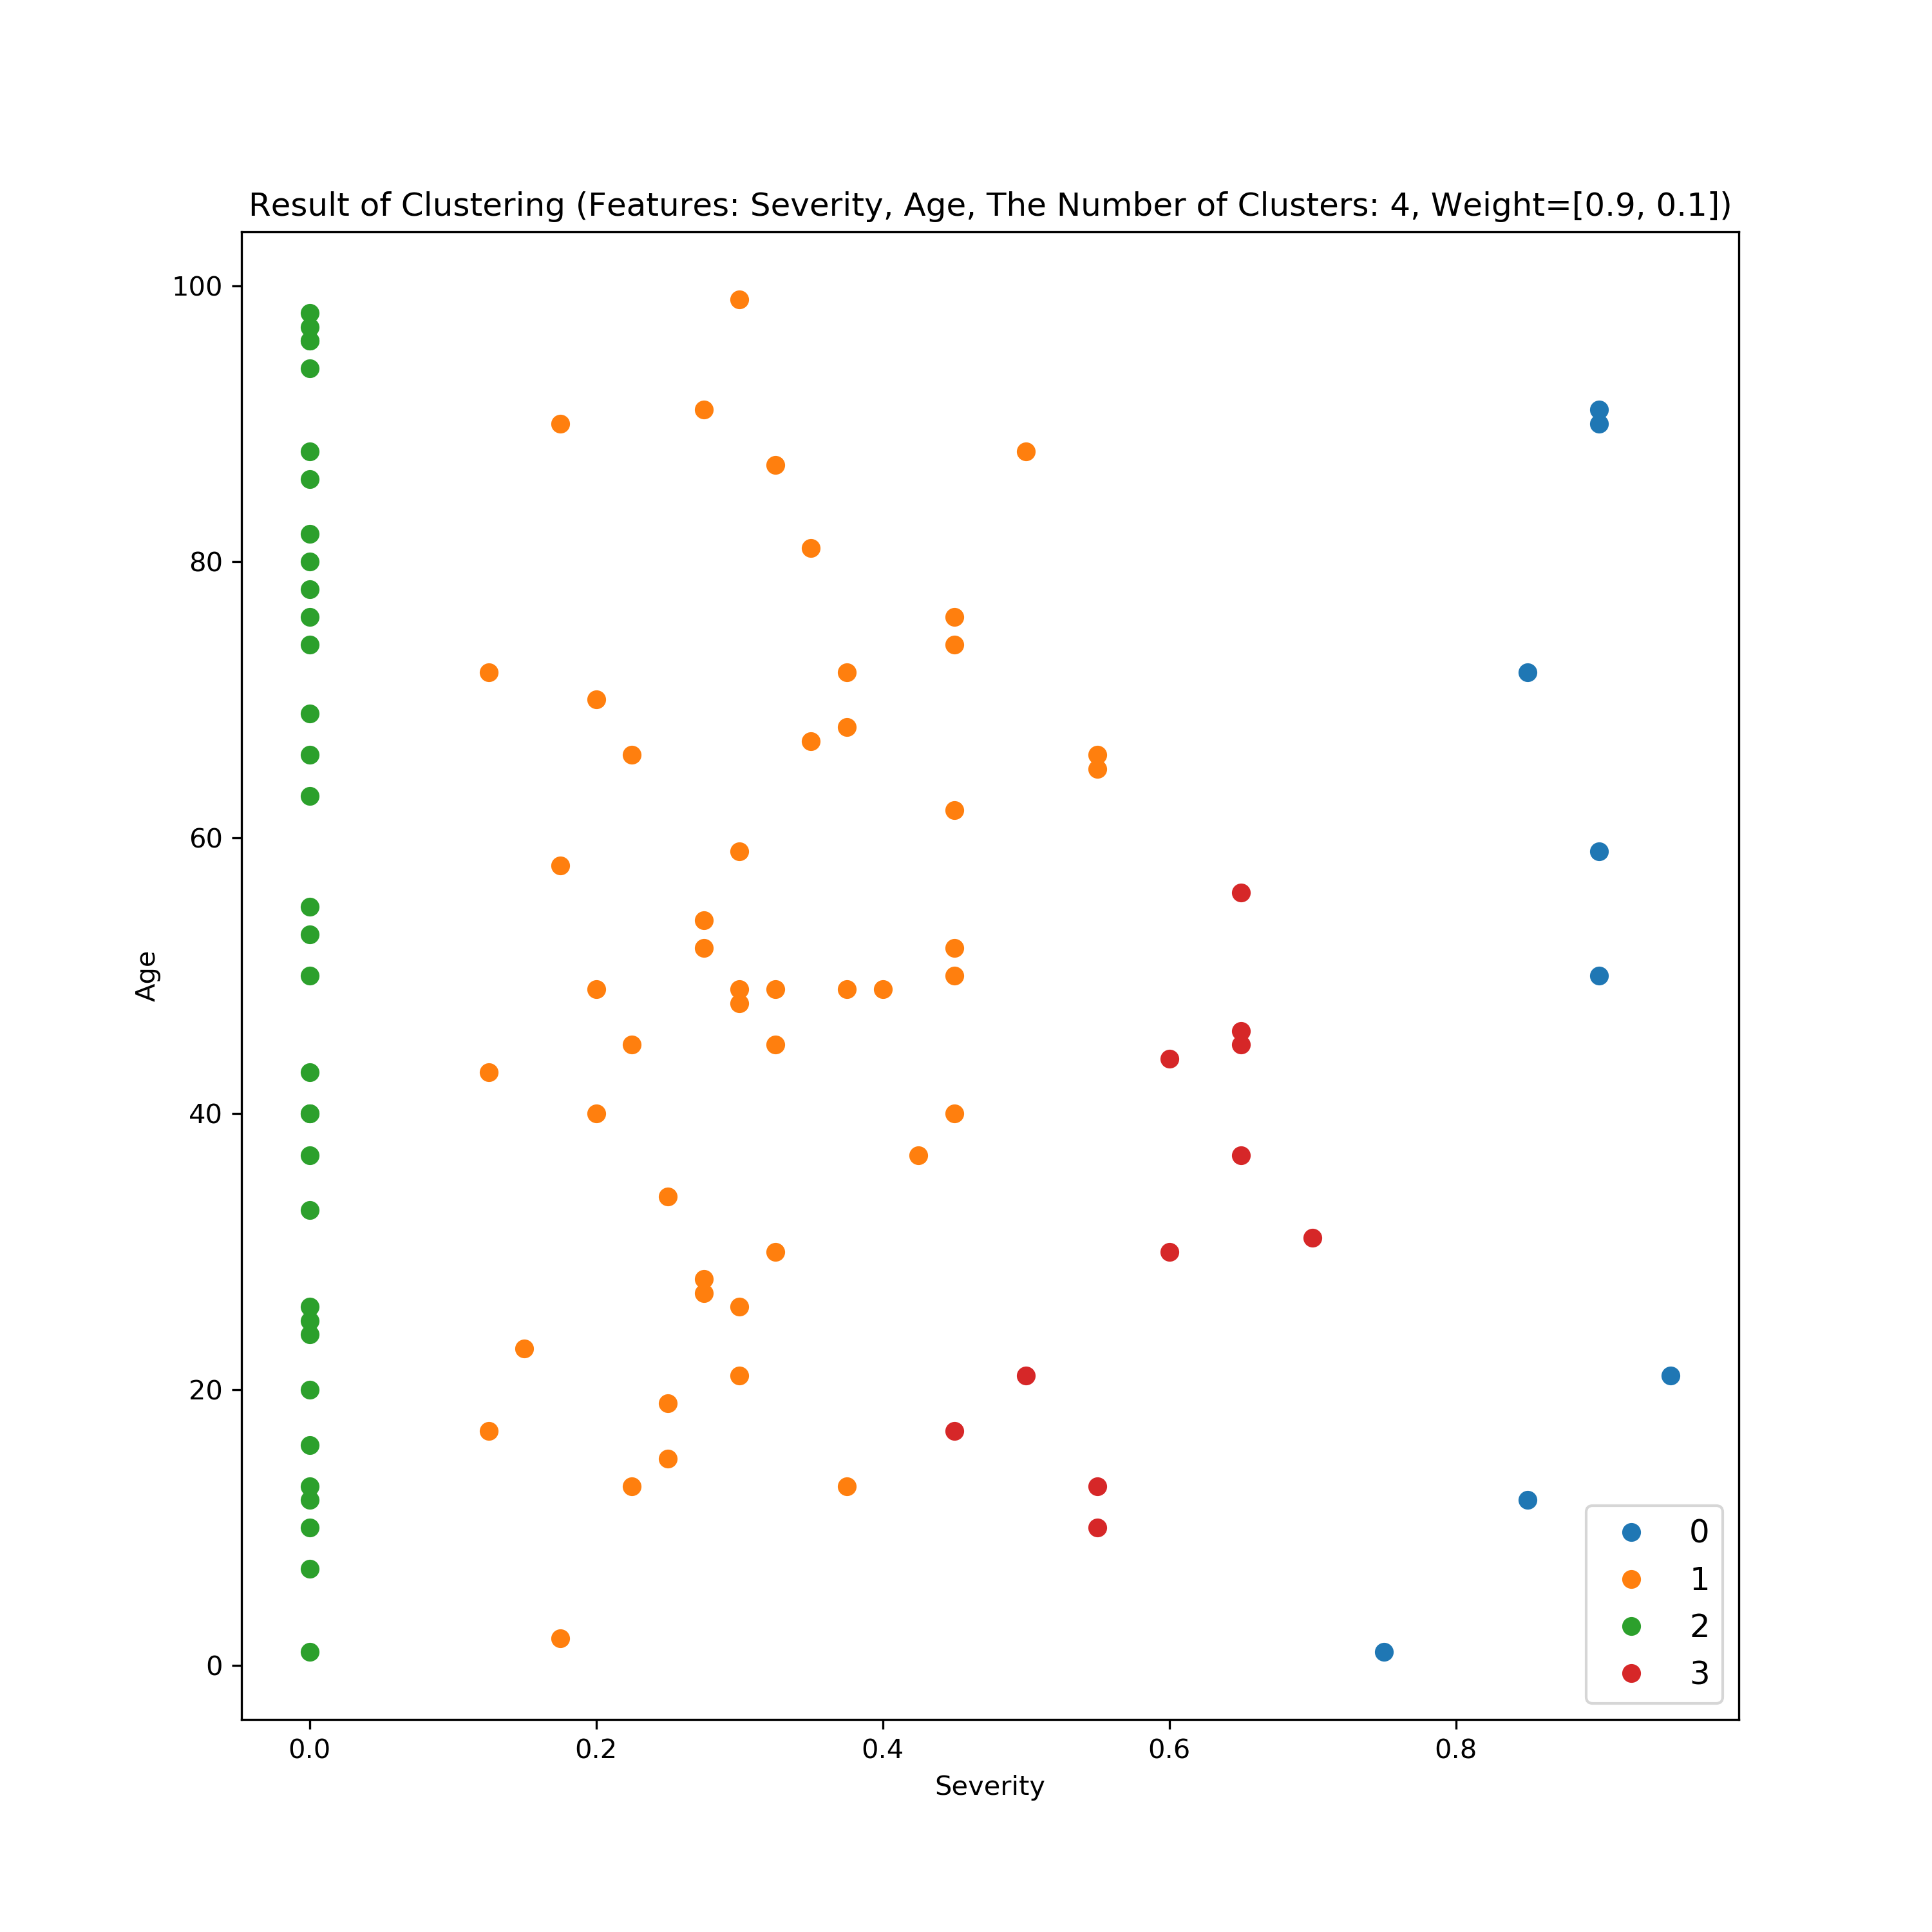 Result of Clustering (Features: Severity, Age, The Number of Clusters: 4, Weight=[0.9, 0.1])
100
80
60
40
20
0
Age
0.0 0.2 0.4 0.6 0.8
Severity
0
1
2
3